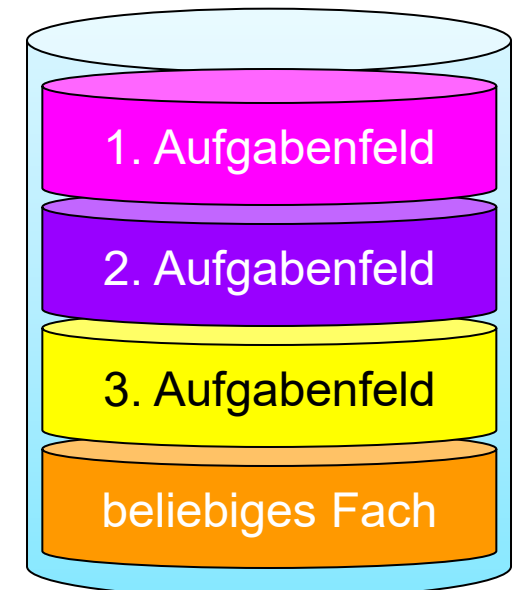 1. Aufgabenfeld
2. Aufgabenfeld
3. Aufgabenfeld
beliebiges Fach